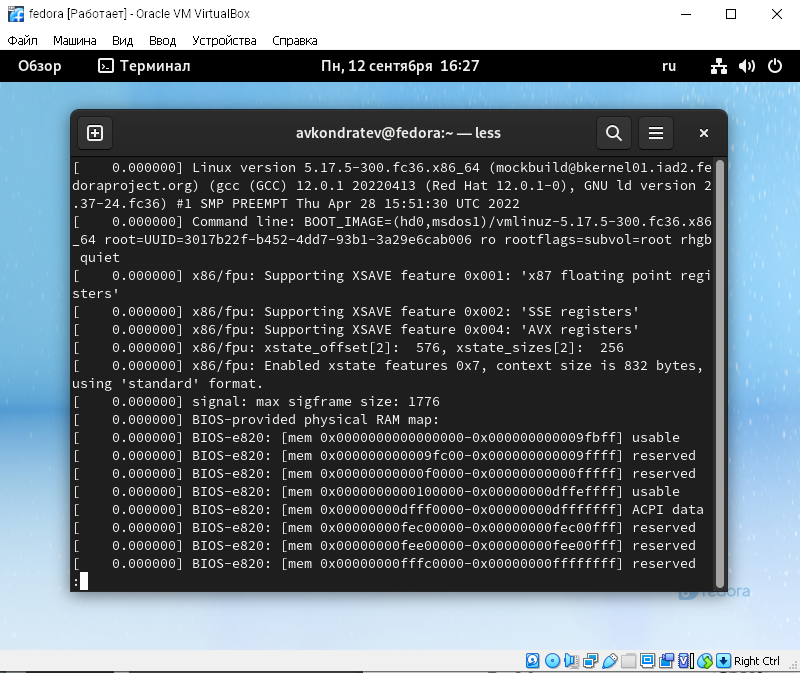 fedora [Работает] - Oracle VM VirtualBox
Файл Машина Вид Ввод Устройства Справка
Обзор Терминал Пн, 12 сентября 16:27 ru
avkondratev@fedora:~ — less
[    0.000000] Linux version 5.17.5-300.fc36.x86_64 (mockbuild@bkernel01.iad2.fe
doraproject.org) (gcc (GCC) 12.0.1 20220413 (Red Hat 12.0.1-0), GNU ld version 2
.37-24.fc36) #1 SMP PREEMPT Thu Apr 28 15:51:30 UTC 2022
[    0.000000] Command line: BOOT_IMAGE=(hd0,msdos1)/vmlinuz-5.17.5-300.fc36.x86
_64 root=UUID=3017b22f-b452-4dd7-93b1-3a29e6cab006 ro rootflags=subvol=root rhgb
 quiet
[    0.000000] x86/fpu: Supporting XSAVE feature 0x001: 'x87 floating point regi
sters'
[    0.000000] x86/fpu: Supporting XSAVE feature 0x002: 'SSE registers'
[    0.000000] x86/fpu: Supporting XSAVE feature 0x004: 'AVX registers'
[    0.000000] x86/fpu: xstate_offset[2]:  576, xstate_sizes[2]:  256
[    0.000000] x86/fpu: Enabled xstate features 0x7, context size is 832 bytes,
using 'standard' format.
[    0.000000] signal: max sigframe size: 1776
[    0.000000] BIOS-provided physical RAM map:
[    0.000000] BIOS-e820: [mem 0x0000000000000000-0x000000000009fbff] usable
[    0.000000] BIOS-e820: [mem 0x000000000009fc00-0x000000000009ffff] reserved
[    0.000000] BIOS-e820: [mem 0x00000000000f0000-0x00000000000fffff] reserved
[    0.000000] BIOS-e820: [mem 0x0000000000100000-0x00000000dffeffff] usable
[    0.000000] BIOS-e820: [mem 0x00000000dfff0000-0x00000000dfffffff] ACPI data
[    0.000000] BIOS-e820: [mem 0x00000000fec00000-0x00000000fec00fff] reserved
[    0.000000] BIOS-e820: [mem 0x00000000fee00000-0x00000000fee00fff] reserved
[    0.000000] BIOS-e820: [mem 0x00000000fffc0000-0x00000000ffffffff] reserved
:
fedora
Right Ctrl